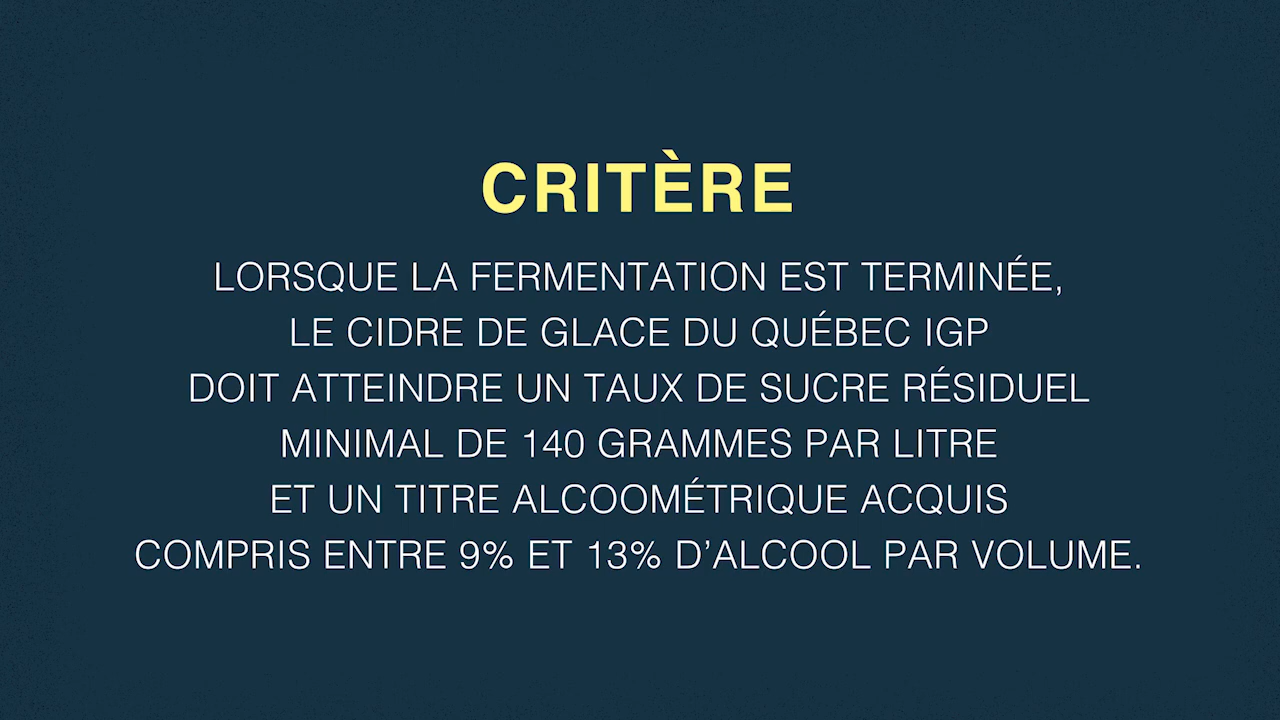 CRITÈRE
LORSQUE LA FERMENTATION EST TERMINÉE,
LE CIDRE DE GLACE DU QUÉBEC IGP
DOIT ATTEINDRE UN TAUX DE SUCRE RÉSIDUEL
MINIMAL DE 140 GRAMMES PAR LITRE
ET UN TITRE ALCOOMÉTRIQUE ACQUIS
COMPRIS ENTRE 9% ET 13% D’ALCOOL PAR VOLUME.